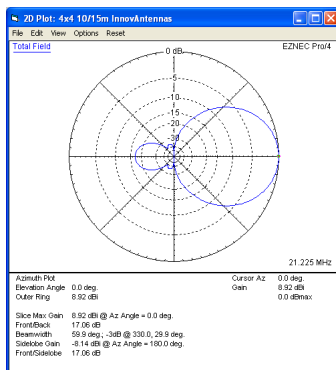 2D Plot: 4x4 10/15m InnovAntennas
File Edit View Options Reset
Total Field
EZNEC Pro/4
0 dB
-5
-10
-15
-20
-30
21.225 MHz
Azimuth Plot
Elevation Angle 0.0 deg.
Outer Ring 8.92 dBi
Cursor Az 0.0 deg.
Gain 8.92 dBi
0.0 dBmax
Slice Max Gain 8.92 dBi @ Az Angle = 0.0 deg.
Front/Back 17.06 dB
Beamwidth 59.9 deg.; -3dB @ 330.0, 29.9 deg.
Sidelobe Gain -8.14 dBi @ Az Angle = 180.0 deg.
Front/Sidelobe 17.06 dB